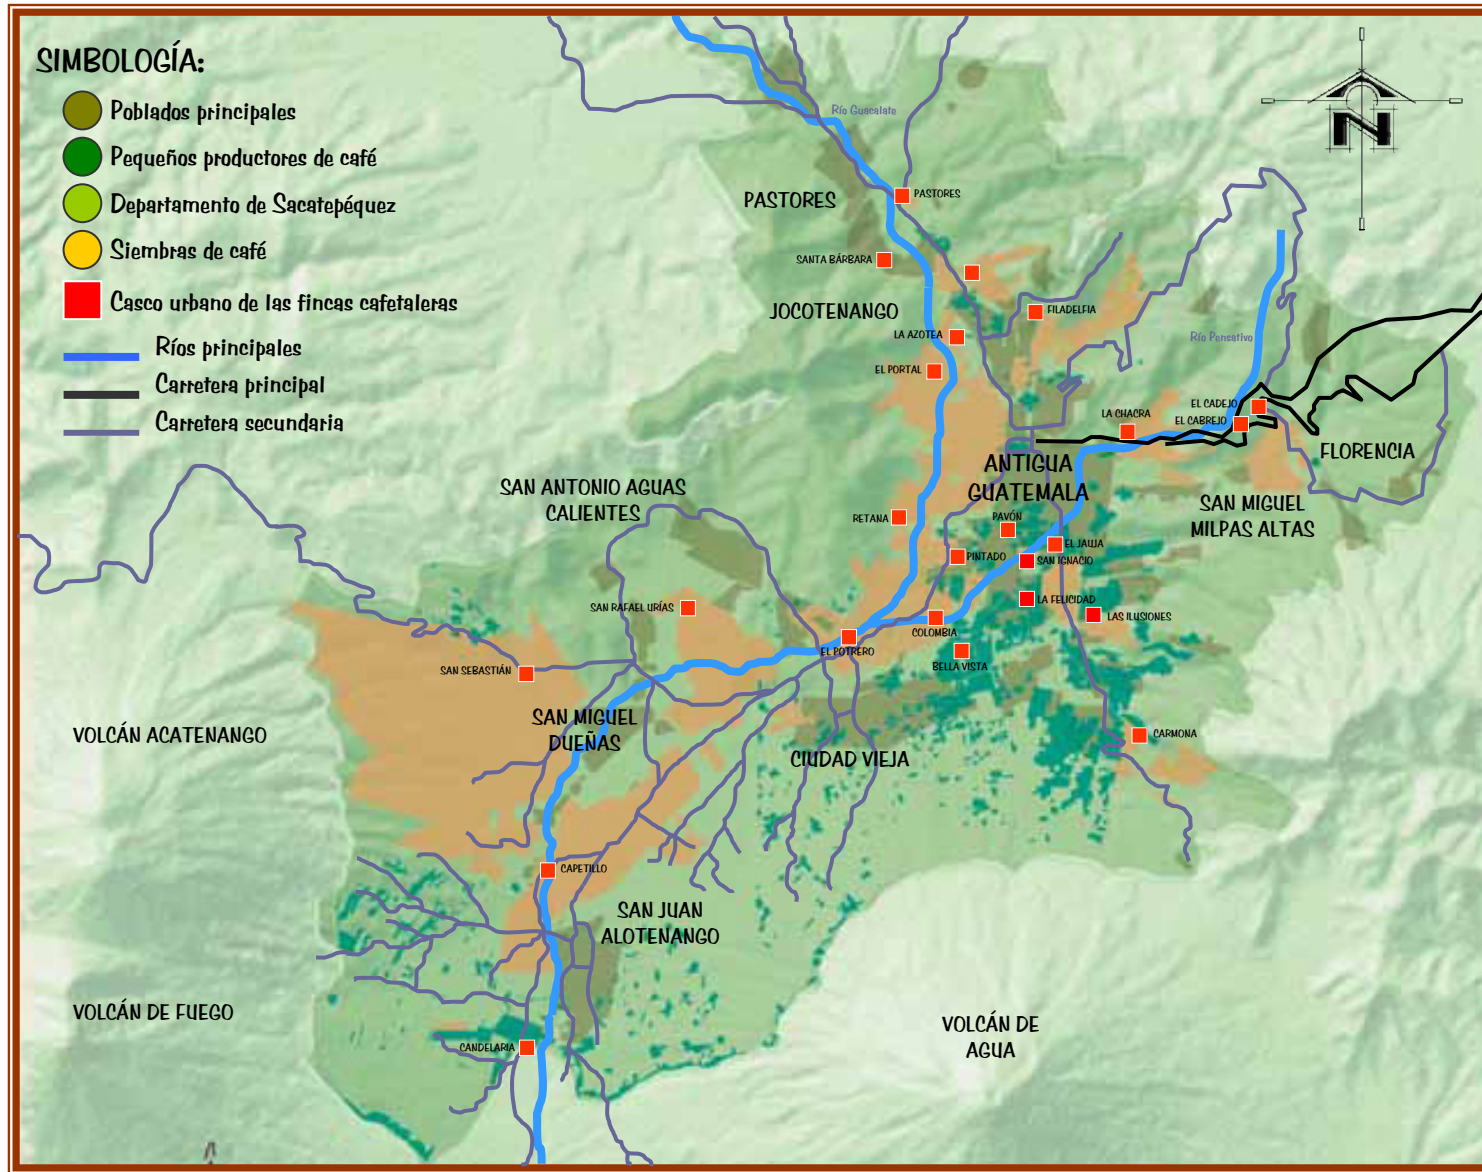 SIMBOLOGÍA:
Poblados principales
Pequeños productores de café
Departamento de Sacatepéquez
Siembras de café
Casco urbano de las fincas cafetaleras
Ríos principales
Carretera principal
Carretera secundaria
N
Río Guacalate
PASTORES
PASTORES
SANTA BÁRBARA
JOCOTENANGO
FILADELFIA
LA AZOTEA
Río Pensativo
EL PORTAL
EL CADEJO
LA CHACRA
EL CABREJO
FLORENCIA
ANTIGUA
GUATEMALA
SAN ANTONIO AGUAS
CALIENTES
SAN MIGUEL
MILPAS ALTAS
RETANA
PAVÓN
EL JAUJA
PINTADO
SAN IGNACIO
LA FELICIDAD
SAN RAFAEL URÍAS
LAS ILUSIONES
COLOMBIA
EL POTRERO
BELLA VISTA
SAN SEBASTIÁN
SAN MIGUEL
DUEÑAS
VOLCÁN ACATENANGO
CARMONA
CIUDAD VIEJA
CAPETILLO
SAN JUAN
ALOTENANGO
VOLCÁN DE FUEGO
VOLCÁN DE
AGUA
CANDELARIA